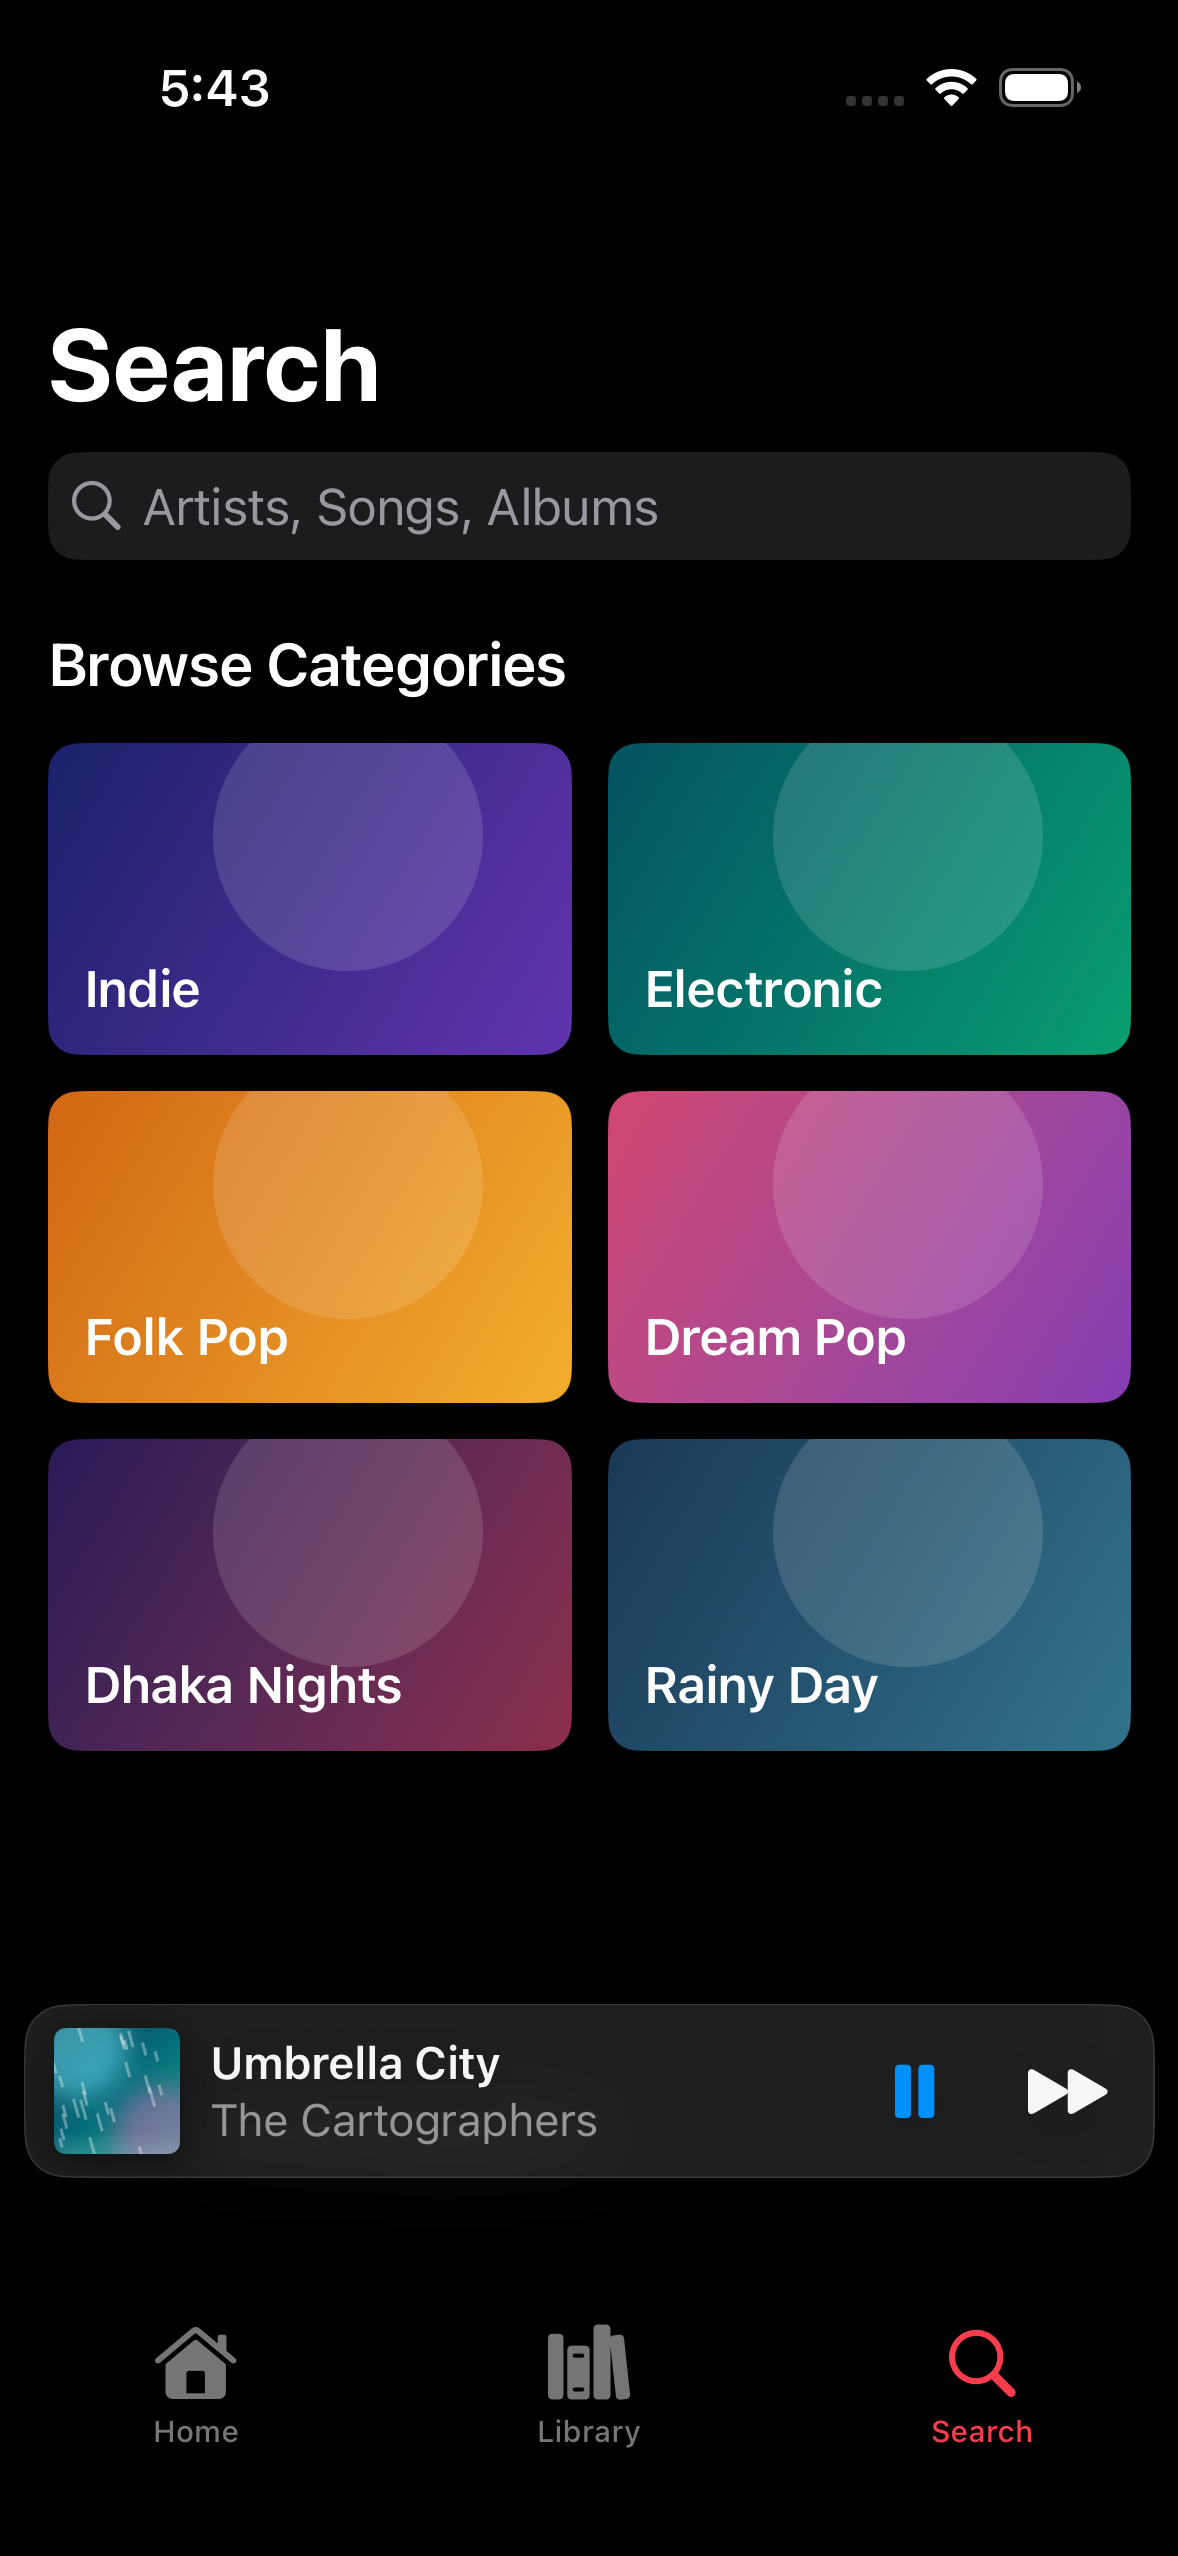 5:43
Search
Artists, Songs, Albums
Browse Categories
Indie
Electronic
Folk Pop
Dream Pop
Dhaka Nights
Rainy Day
Umbrella City
The Cartographers
Home
Library
Search